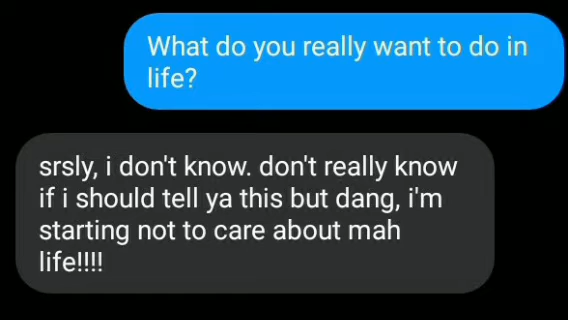 What do you really want to do in
life?
srsly, i don't know. don't really know
if i should tell ya this but dang, i'm
starting not to care about mah
life!!!!